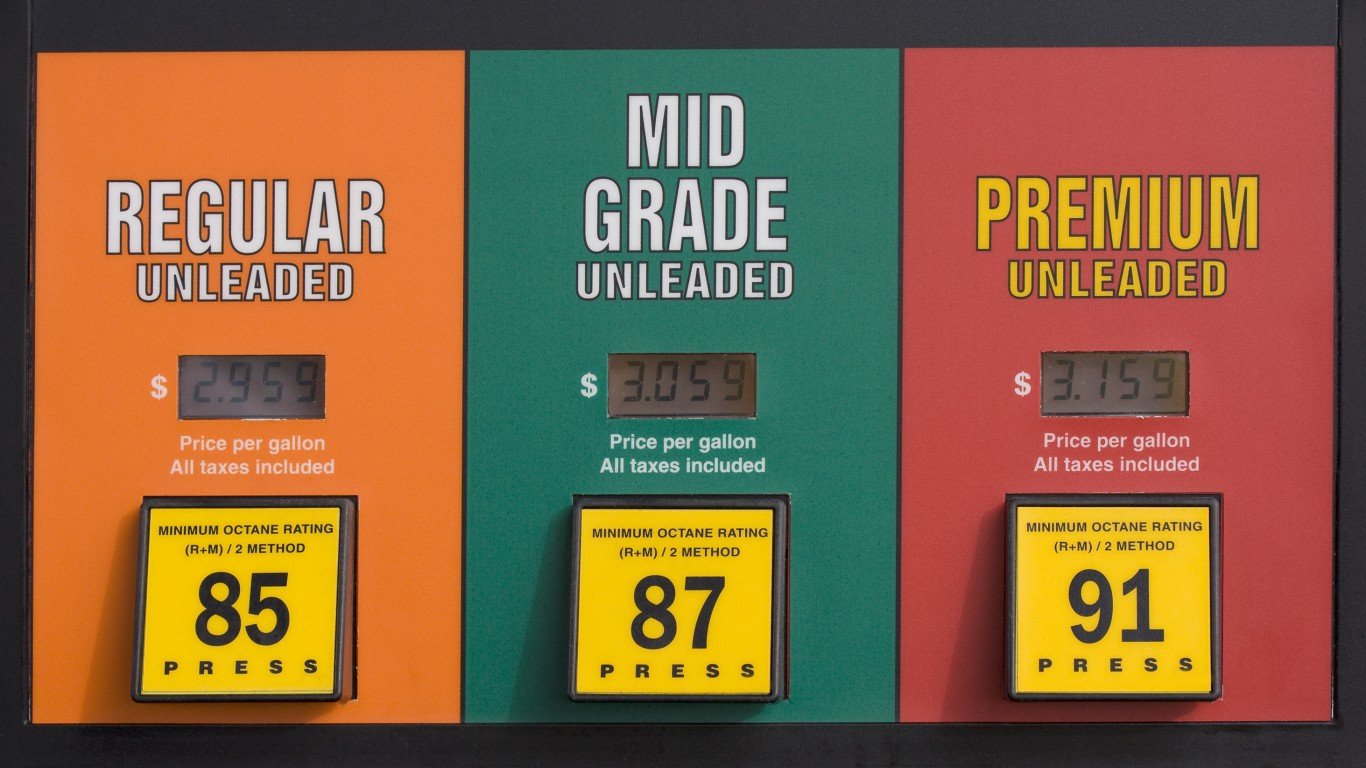 REGULAR
UNLEADED
$ 2.959
Price per gallon
All taxes included
MINIMUM OCTANE RATING
(R+M) / 2 METHOD
85
PRESS
MID
GRADE
UNLEADED
$ 3.059
Price per gallon
All taxes included
MINIMUM OCTANE RATING
(R+M) / 2 METHOD
87
PRESS
PREMIUM
UNLEADED
$ 3.159
Price per gallon
All taxes included
MINIMUM OCTANE RATING
(R+M) / 2 METHOD
91
PRESS